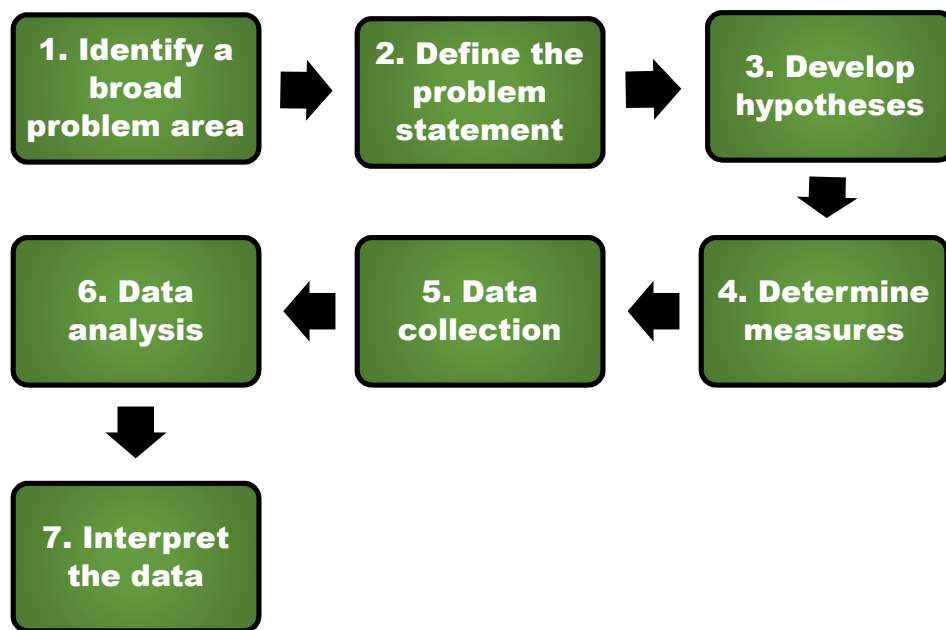 1. Identify a
broad
problem area
2. Define the
problem
statement
3. Develop
hypotheses
4. Determine
measures
5. Data
collection
6. Data
analysis
7. Interpret
the data